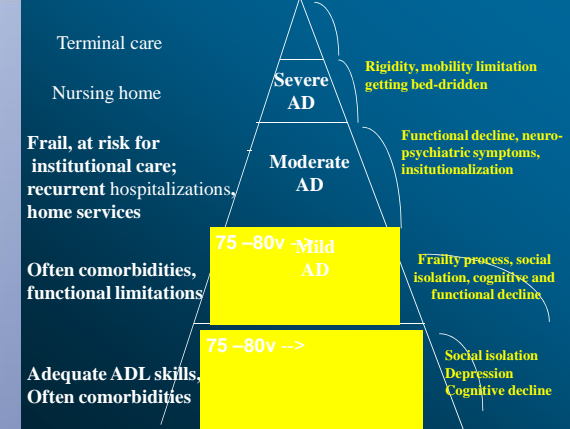 Terminal care
Nursing home
Frail, at risk for
institutional care;
recurrent hospitalizations,
home services
Often comorbidities,
functional limitations
Adequate ADL skills,
Often comorbidities
Severe
AD
Moderate
AD
75 –80v -->
Mild
AD
75 –80v -->
Rigidity, mobility limitation
getting bed-dridden
Functional decline, neuro-
psychiatric symptoms,
insitutionalization
Frailty process, social
isolation, cognitive and
functional decline
Social isolation
Depression
Cognitive decline